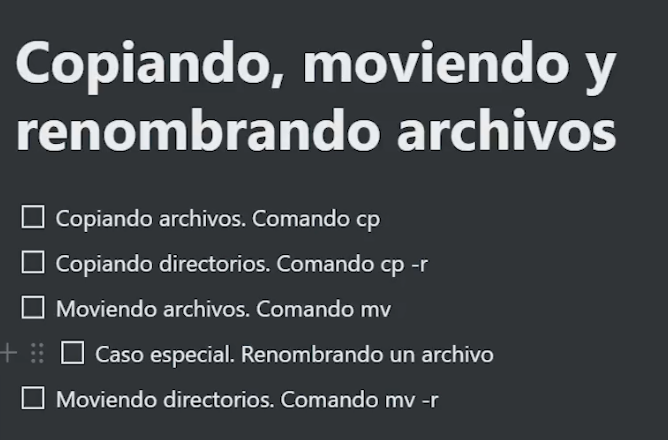 Copiando, moviendo y
renombrando archivos
Copiando archivos. Comando cp
Copiando directorios. Comando cp -r
Moviendo archivos. Comando mv
Caso especial. Renombrando un archivo
Moviendo directorios. Comando mv -r